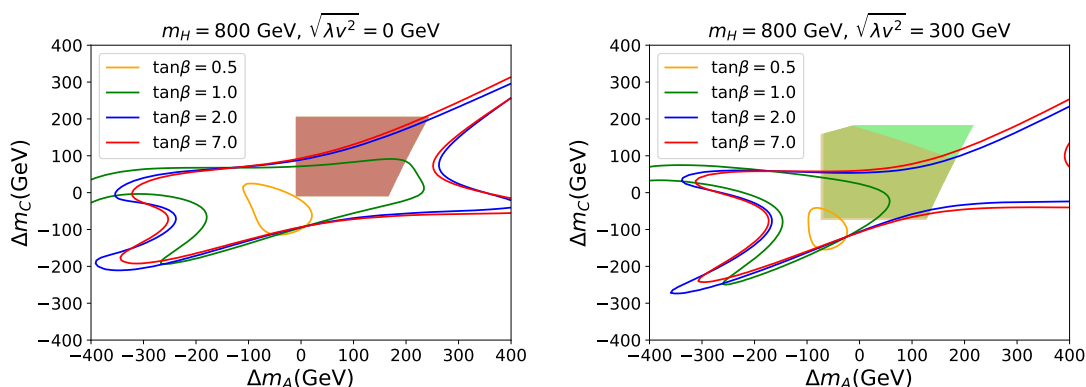 m_H = 800 GeV, √λv² = 0 GeV
400
300
200
100
0
−100
−200
−300
−400
Δm_C(GeV)
tanβ = 0.5
tanβ = 1.0
tanβ = 2.0
tanβ = 7.0
−400 −300 −200 −100 0 100 200 300 400
Δm_A(GeV)
m_H = 800 GeV, √λv² = 300 GeV
400
300
200
100
0
−100
−200
−300
−400
Δm_C(GeV)
tanβ = 0.5
tanβ = 1.0
tanβ = 2.0
tanβ = 7.0
−400 −300 −200 −100 0 100 200 300 400
Δm_A(GeV)